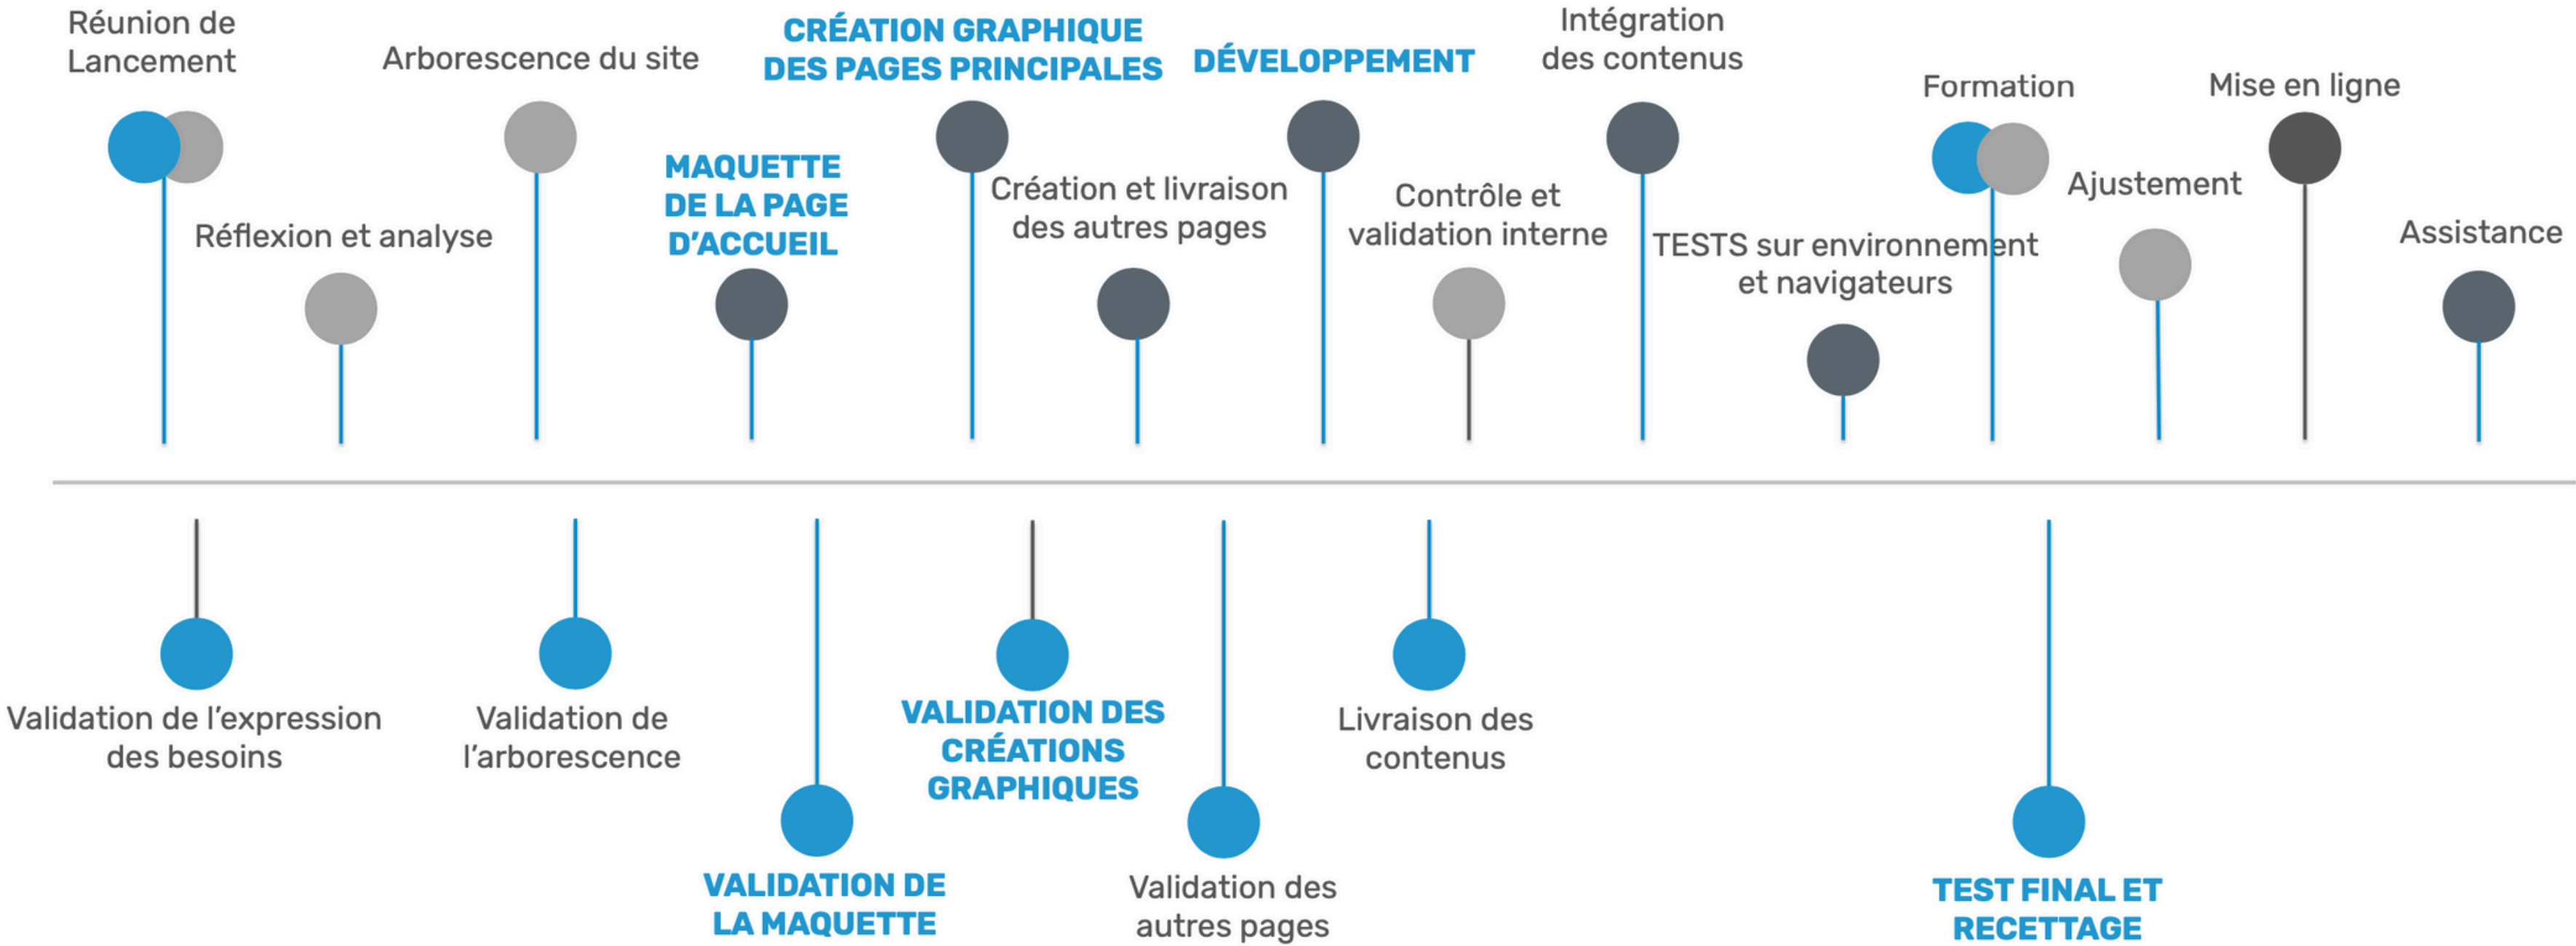 Réunion de
Lancement
Réflexion et analyse
Arborescence du site
MAQUETTE
DE LA PAGE
D’ACCUEIL
CRÉATION GRAPHIQUE
DES PAGES PRINCIPALES
Création et livraison
des autres pages
DÉVELOPPEMENT
Contrôle et
validation interne
Intégration
des contenus
TESTS sur environnement
et navigateurs
Formation
Ajustement
Mise en ligne
Assistance
Validation de l’expression
des besoins
Validation de
l’arborescence
VALIDATION DE
LA MAQUETTE
VALIDATION DES
CRÉATIONS
GRAPHIQUES
Validation des
autres pages
Livraison des
contenus
TEST FINAL ET
RECETTAGE